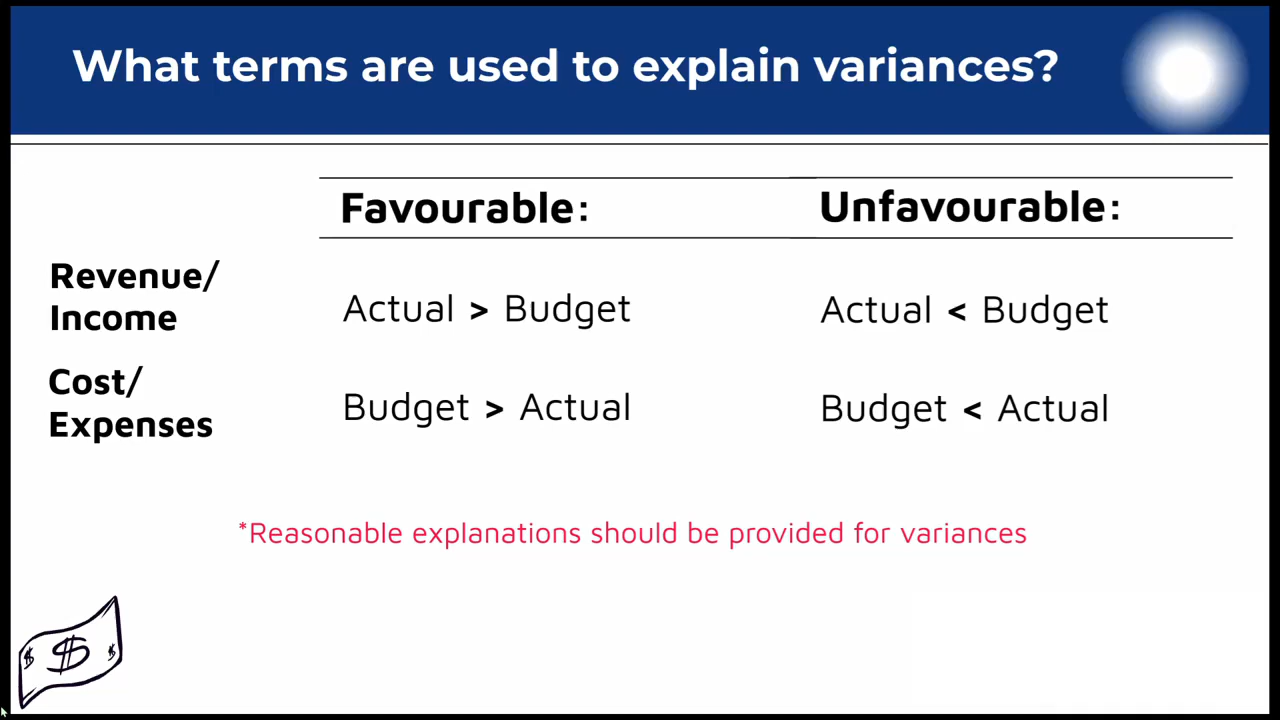 What terms are used to explain variances?
Favourable: Unfavourable:
Revenue/
Income
Actual > Budget Actual < Budget
Cost/
Expenses
Budget > Actual Budget < Actual
*Reasonable explanations should be provided for variances
$ $ $